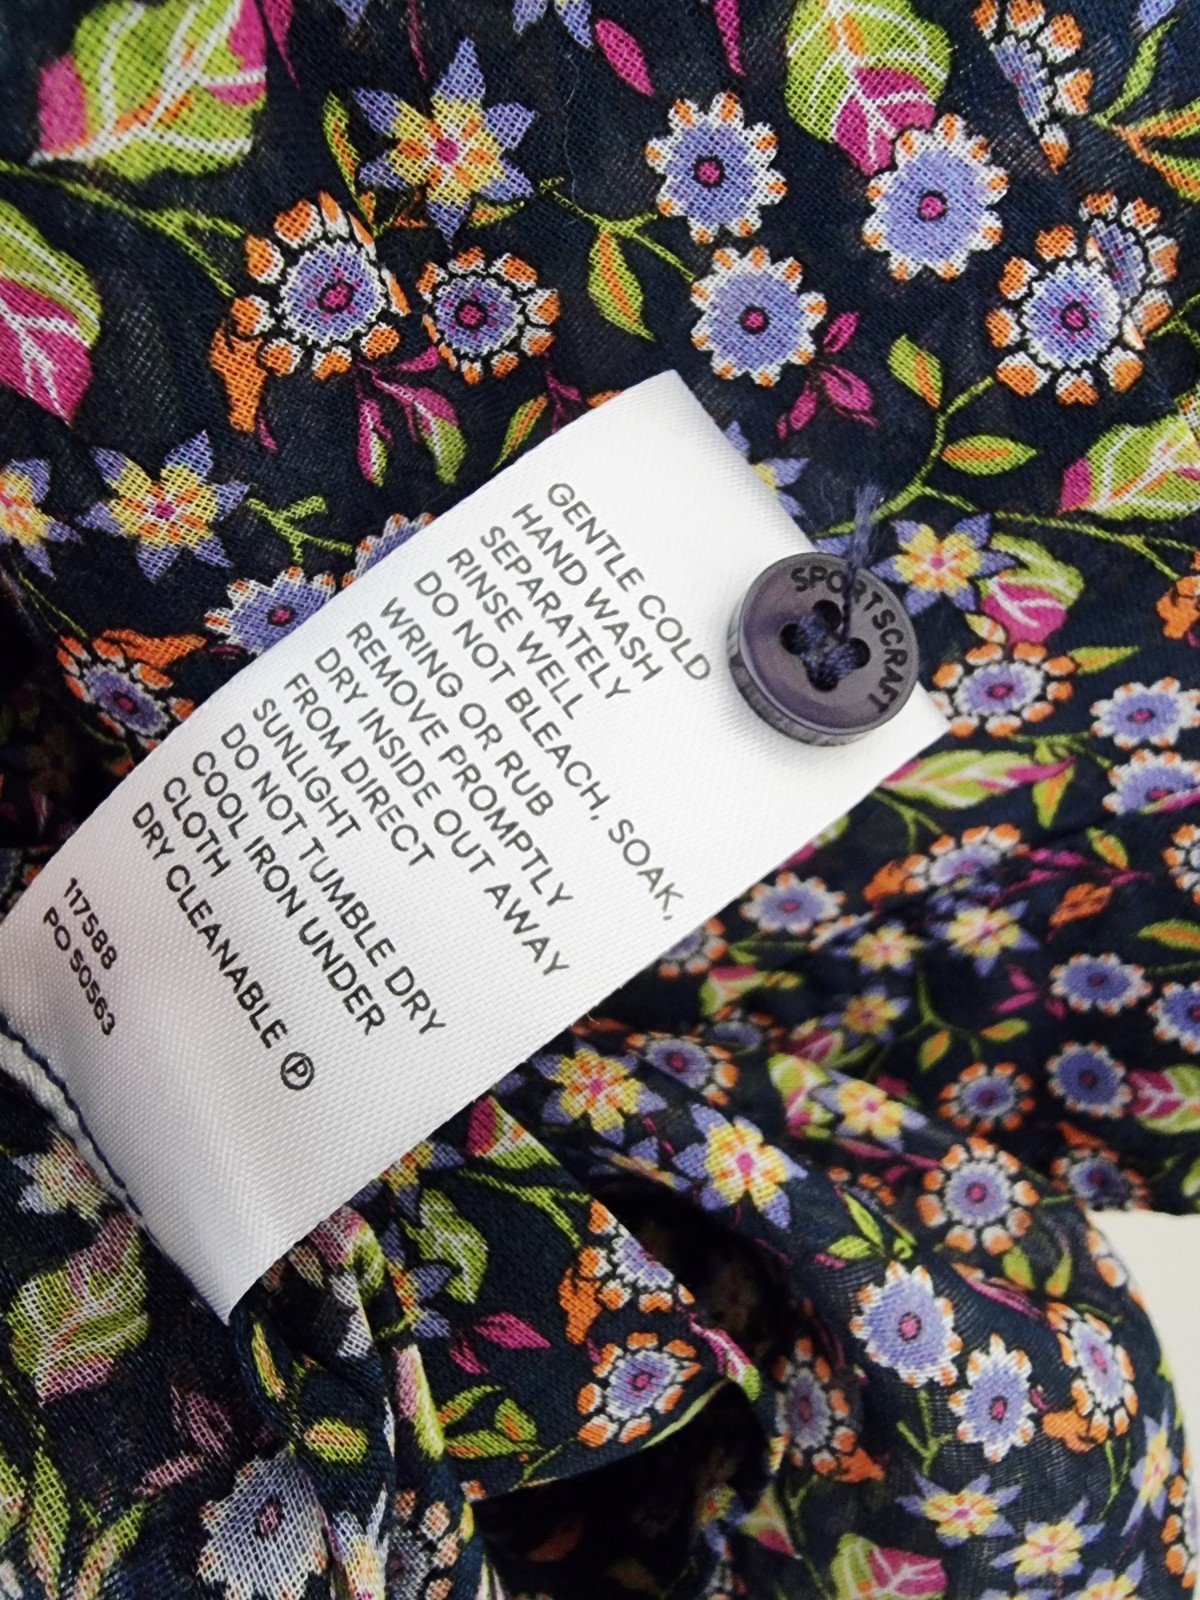 GENTLE COLD
HAND WASH
SEPARATELY
RINSE WELL
DO NOT BLEACH, SOAK,
WRING OR RUB
REMOVE PROMPTLY
DRY INSIDE OUT AWAY
FROM DIRECT
SUNLIGHT
DO NOT TUMBLE DRY
COOL IRON UNDER
CLOTH
DRY CLEANABLE Ⓟ
117588
PO 50563
SPORTSCRAFT